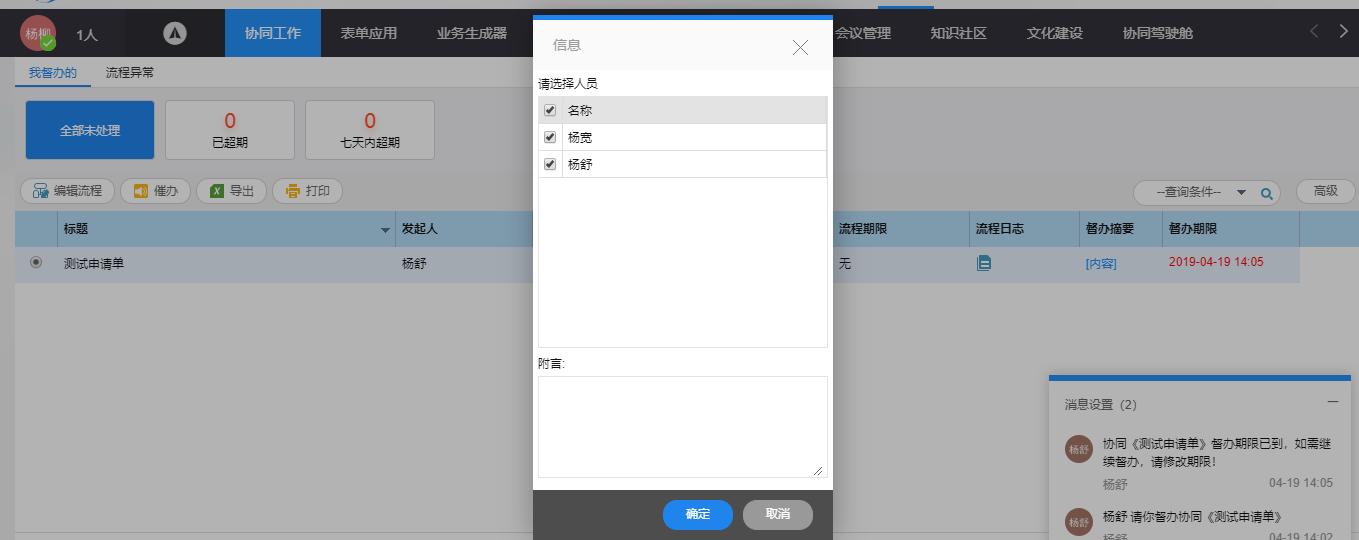 杨柳
1人
协同工作
表单应用
业务生成器
会议管理
知识社区
文化建设
协同驾驶舱
我督办的
流程异常
全部未处理
0
已超期
0
七天内超期
编辑流程
催办
导出
打印
--查询条件--
高级
标题
发起人
流程期限
流程日志
督办摘要
督办期限
测试申请单
杨舒
无
[内容]
2019-04-19 14:05
信息
请选择人员
名称
杨宽
杨舒
附言:
确定
取消
消息设置（2）
杨舒
协同《测试申请单》督办期限已到，如需继
续督办，请修改期限！
杨舒
04-19 14:05
杨舒
杨舒 请你督办协同《测试申请单》
杨舒
04-19 14:02